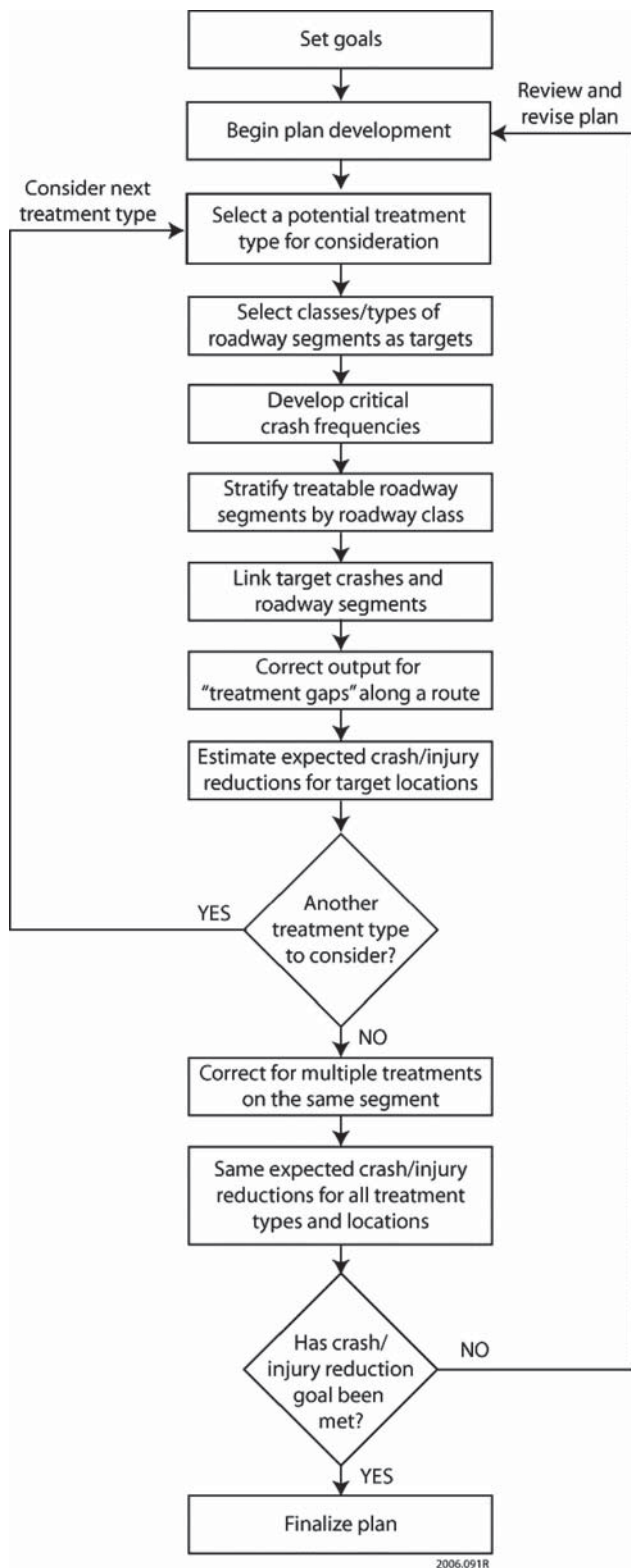 Set goals
Review and
revise plan
Begin plan development
Consider next
treatment type
Select a potential treatment
type for consideration
Select classes/types of
roadway segments as targets
Develop critical
crash frequencies
Stratify treatable roadway
segments by roadway class
Link target crashes and
roadway segments
Correct output for
“treatment gaps” along a route
Estimate expected crash/injury
reductions for target locations
YES
Another
treatment type
to consider?
NO
Correct for multiple treatments
on the same segment
Same expected crash/injury
reductions for all treatment
types and locations
Has crash/
injury reduction
goal been
met?
NO
YES
Finalize plan
2006.091R